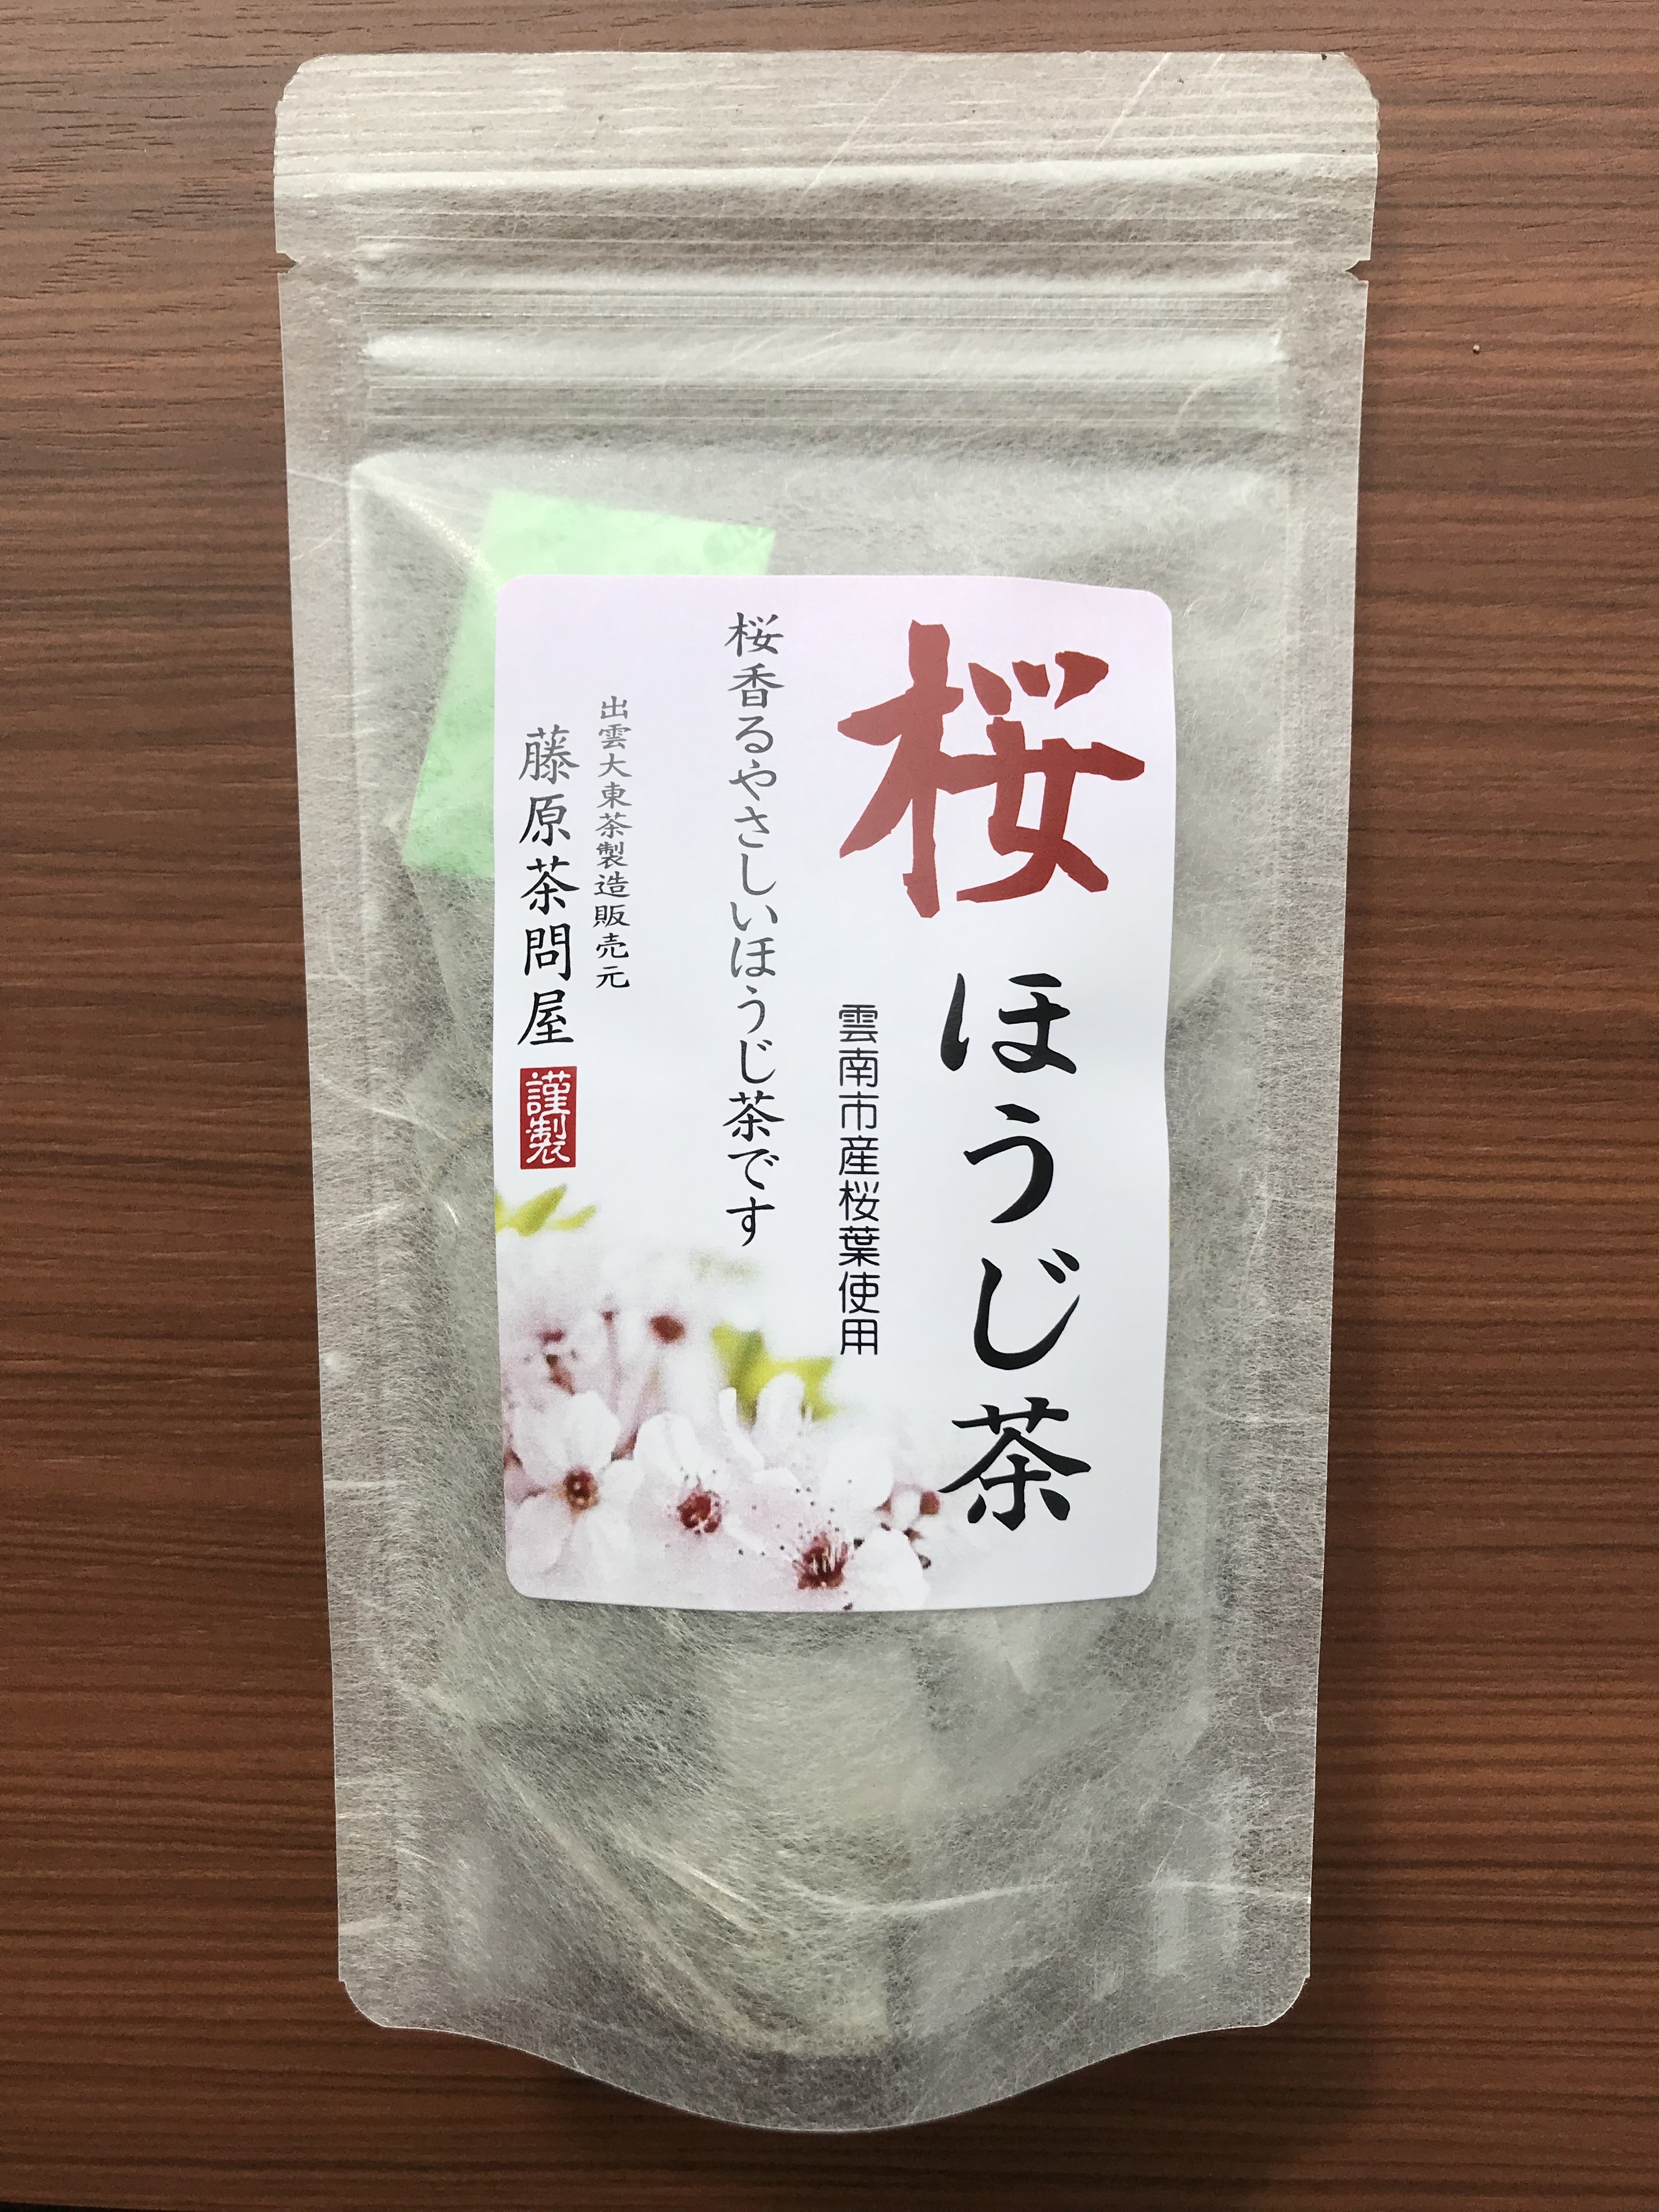 桜ほうじ茶
雲南市産桜葉使用
桜香るやさしいほうじ茶です
出雲大東茶製造販売元
藤原茶問屋
謹製